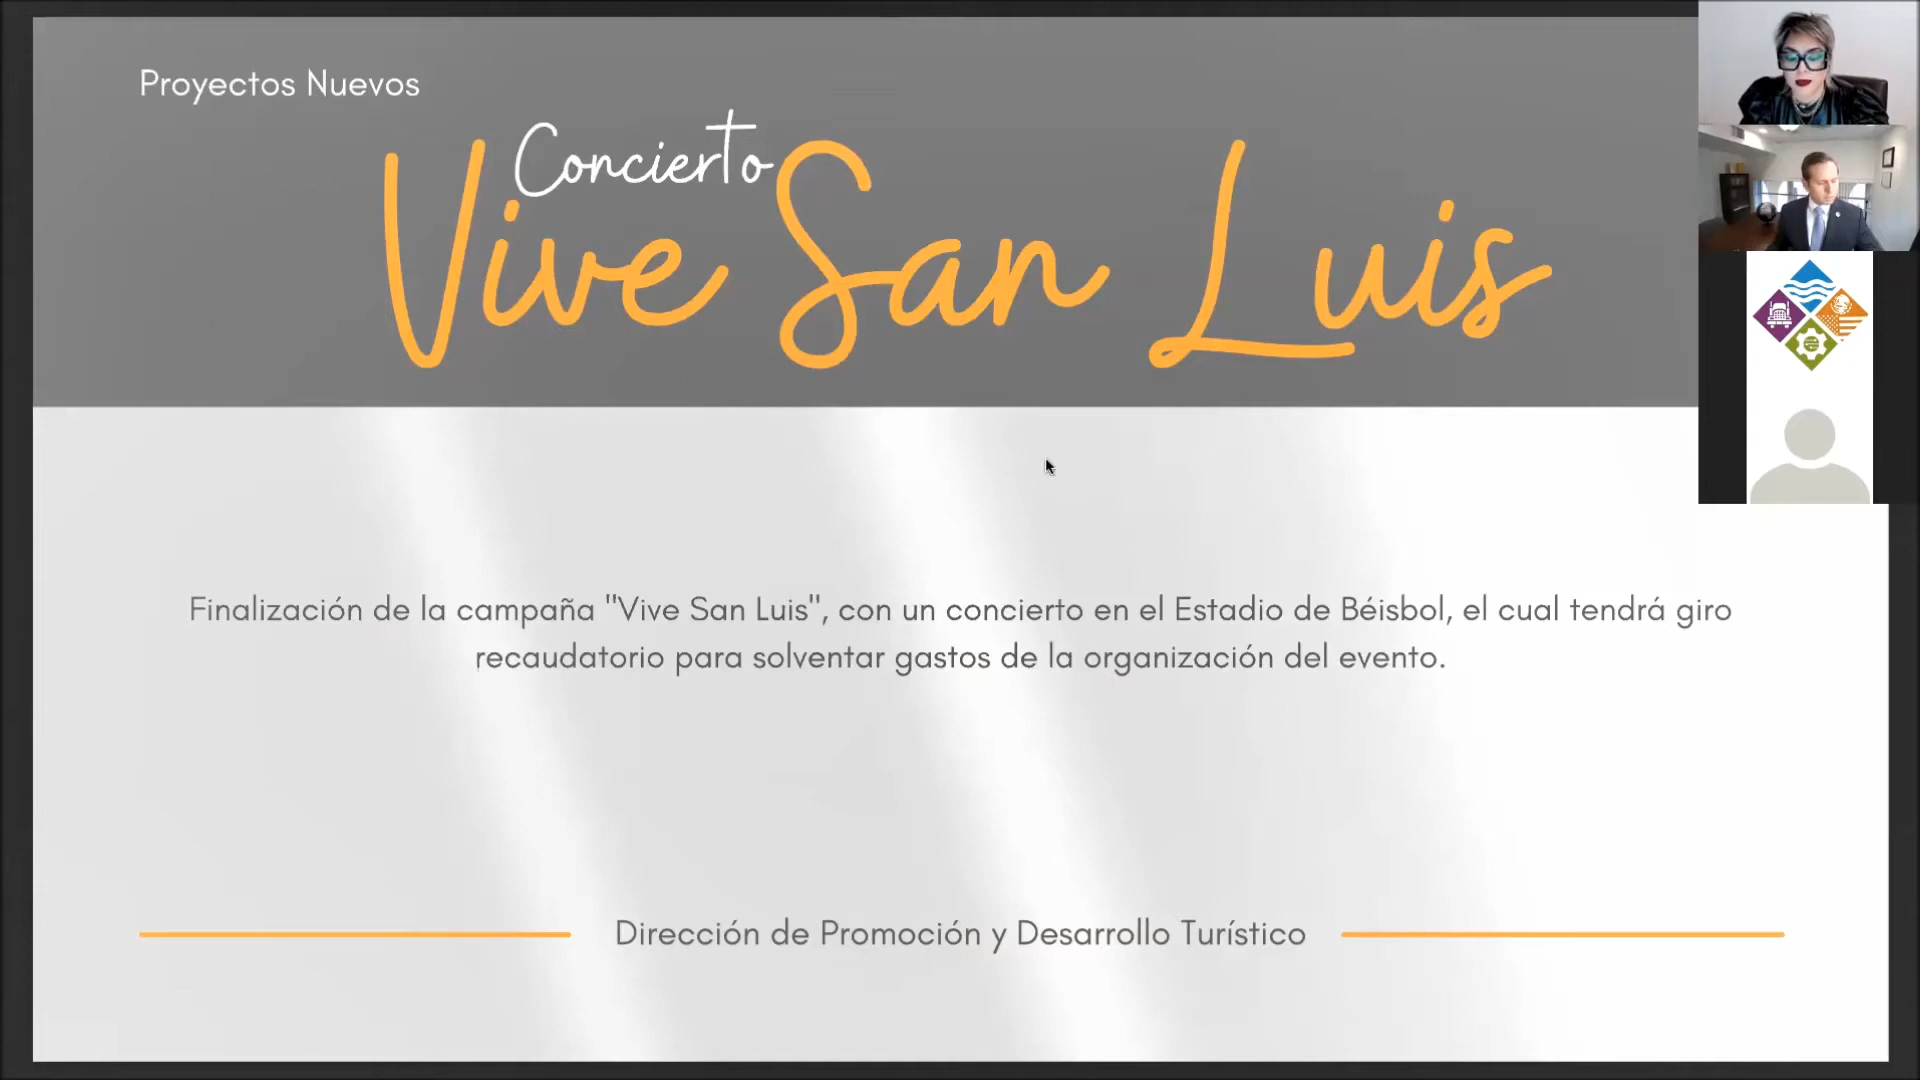 Proyectos Nuevos
Concierto
Vive San Luis
Finalización de la campaña "Vive San Luis", con un concierto en el Estadio de Béisbol, el cual tendrá giro
recaudatorio para solventar gastos de la organización del evento.
Dirección de Promoción y Desarrollo Turístico